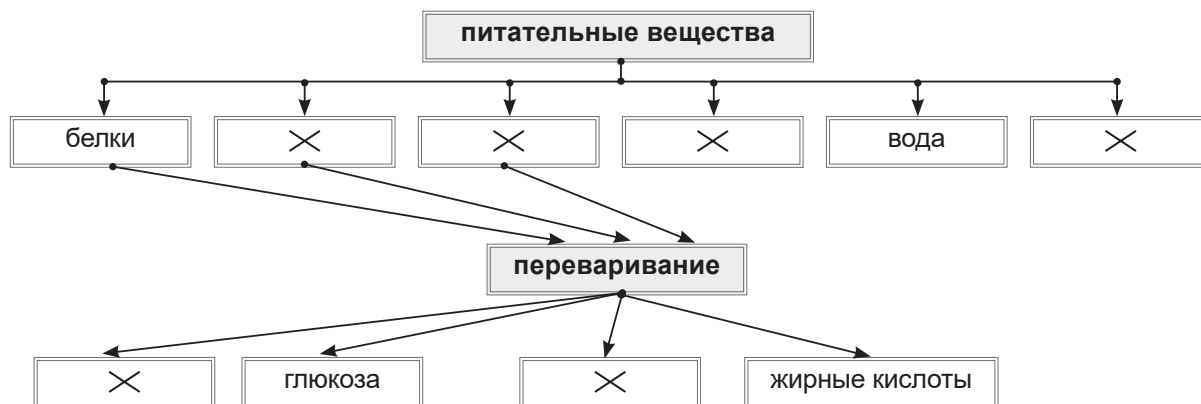 питательные вещества
белки
вода
переваривание
глюкоза
жирные кислоты